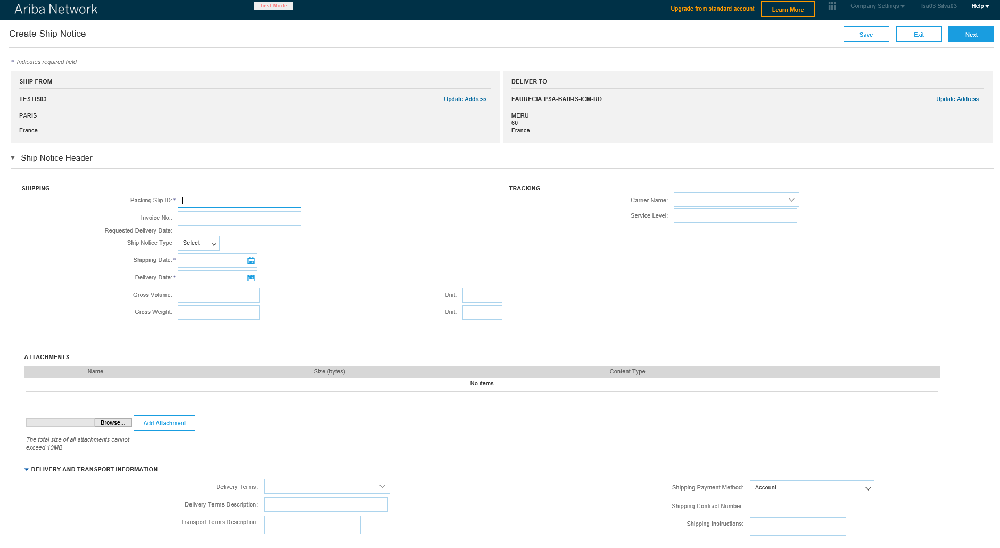 Ariba Network
Test Mode
Upgrade from standard account
Learn More
Company Settings
Isa03 Silva03
Help
Create Ship Notice
Save
Exit
Next
* Indicates required field
SHIP FROM
TESTIS03
Update Address
PARIS
France
DELIVER TO
FAURECIA PSA-BAU-IS-ICM-RD
Update Address
MERU
60
France
Ship Notice Header
SHIPPING
Packing Slip ID:*
Invoice No.:
Requested Delivery Date: --
Ship Notice Type Select
Shipping Date:*
Delivery Date:*
Gross Volume:
Unit:
Gross Weight:
Unit:
TRACKING
Carrier Name:
Service Level:
ATTACHMENTS
Name Size (bytes) Content Type
No items
Browse... Add Attachment
The total size of all attachments cannot
exceed 10MB
DELIVERY AND TRANSPORT INFORMATION
Delivery Terms:
Delivery Terms Description:
Transport Terms Description:
Shipping Payment Method: Account
Shipping Contract Number:
Shipping Instructions: